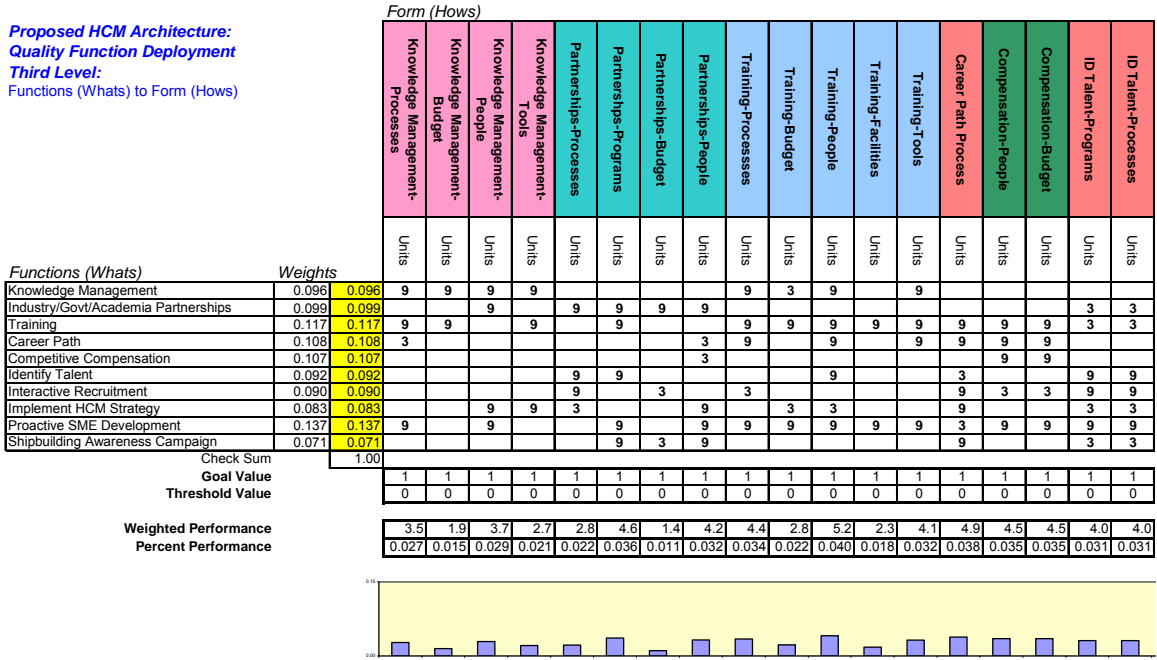 Form (Hows)
Proposed HCM Architecture:
Quality Function Deployment
Third Level:
Functions (Whats) to Form (Hows)
Knowledge Management-Processes
Knowledge Management-Budget
Knowledge Management-People
Knowledge Management-Tools
Partnerships-Processes
Partnershps-Programs
Partnerships-Budget
Partnerships-People
Training-Processses
Training-Budget
Training-People
Training-Facilities
Training-Tools
Career Path Process
Compensation-People
Compensation-Budget
ID Talent-Programs
ID Talent-Processes
Units Units Units Units Units Units Units Units Units Units Units Units Units Units Units Units Units Units
Functions (Whats) Weights
Knowledge Management 0.096 0.096 9 9 9 9 9 3 9 9
Industry/Govt/Academia Partnerships 0.099 0.099 9 9 9 9 9 3 3
Training 0.117 0.117 9 9 9 9 9 9 9 9 9 9 9 9 3 3
Career Path 0.108 0.108 3 3 9 9 9 9 9 9
Competitive Compensation 0.107 0.107 3 9 9
Identify Talent 0.092 0.092 9 9 9 3 9 9
Interactive Recruitment 0.090 0.090 9 3 3 9 3 3 9 9
Implement HCM Strategy 0.083 0.083 9 9 3 9 3 3 9 3 3
Proactive SME Development 0.137 0.137 9 9 9 9 9 9 9 9 9 3 9 9 9 9
Shipbuilding Awareness Campaign 0.071 0.071 9 3 9 9 3 3
Check Sum 1.00
Goal Value 1 1 1 1 1 1 1 1 1 1 1 1 1 1 1 1 1 1
Threshold Value 0 0 0 0 0 0 0 0 0 0 0 0 0 0 0 0 0 0
Weighted Performance 3.5 1.9 3.7 2.7 2.8 4.6 1.4 4.2 4.4 2.8 5.2 2.3 4.1 4.9 4.5 4.5 4.0 4.0
Percent Performance 0.027 0.015 0.029 0.021 0.022 0.036 0.011 0.032 0.034 0.022 0.040 0.018 0.032 0.038 0.035 0.035 0.031 0.031
0.15
0.00